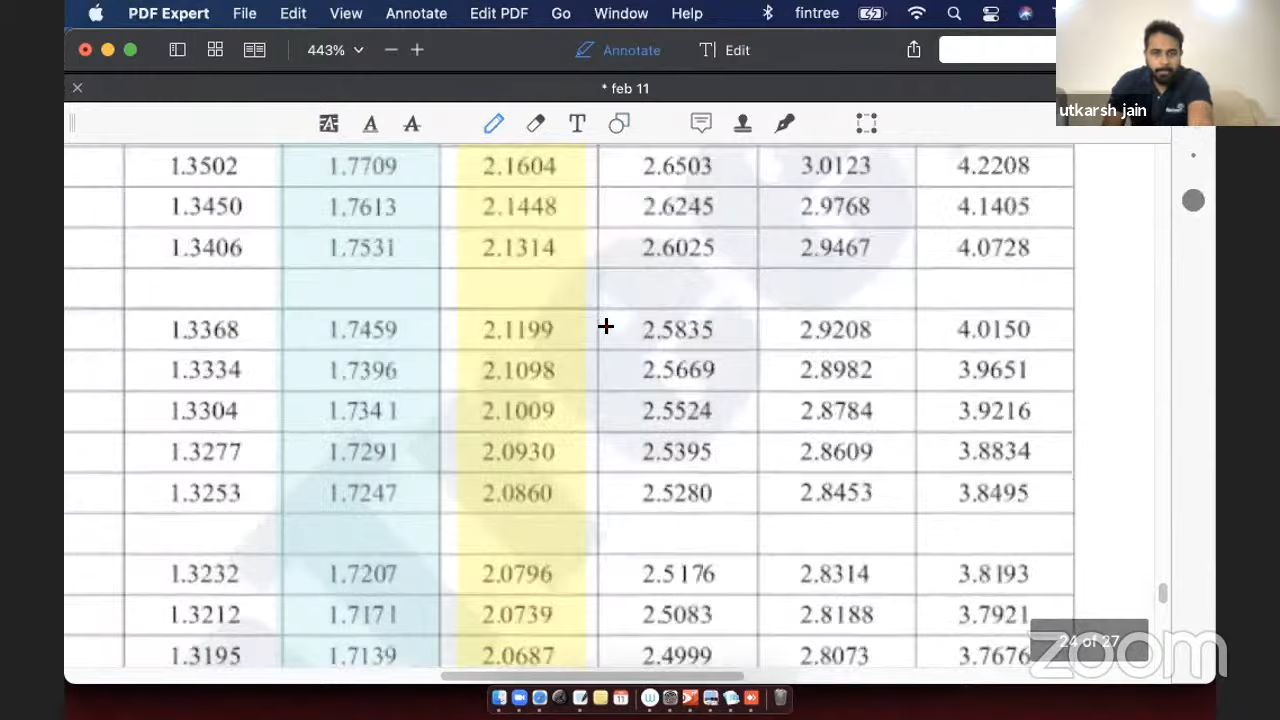 PDF Expert File Edit View Annotate Edit PDF Go Window Help fintree
443% Annotate Edit
* feb 11
utkarsh jain
1.3502 1.7709 2.1604 2.6503 3.0123 4.2208
1.3450 1.7613 2.1448 2.6245 2.9768 4.1405
1.3406 1.7531 2.1314 2.6025 2.9467 4.0728
1.3368 1.7459 2.1199 2.5835 2.9208 4.0150
1.3334 1.7396 2.1098 2.5669 2.8982 3.9651
1.3304 1.7341 2.1009 2.5524 2.8784 3.9216
1.3277 1.7291 2.0930 2.5395 2.8609 3.8834
1.3253 1.7247 2.0860 2.5280 2.8453 3.8495
1.3232 1.7207 2.0796 2.5176 2.8314 3.8193
1.3212 1.7171 2.0739 2.5083 2.8188 3.7921
1.3195 1.7139 2.0687 2.4999 2.8073 3.7676
24 of 27
zoom